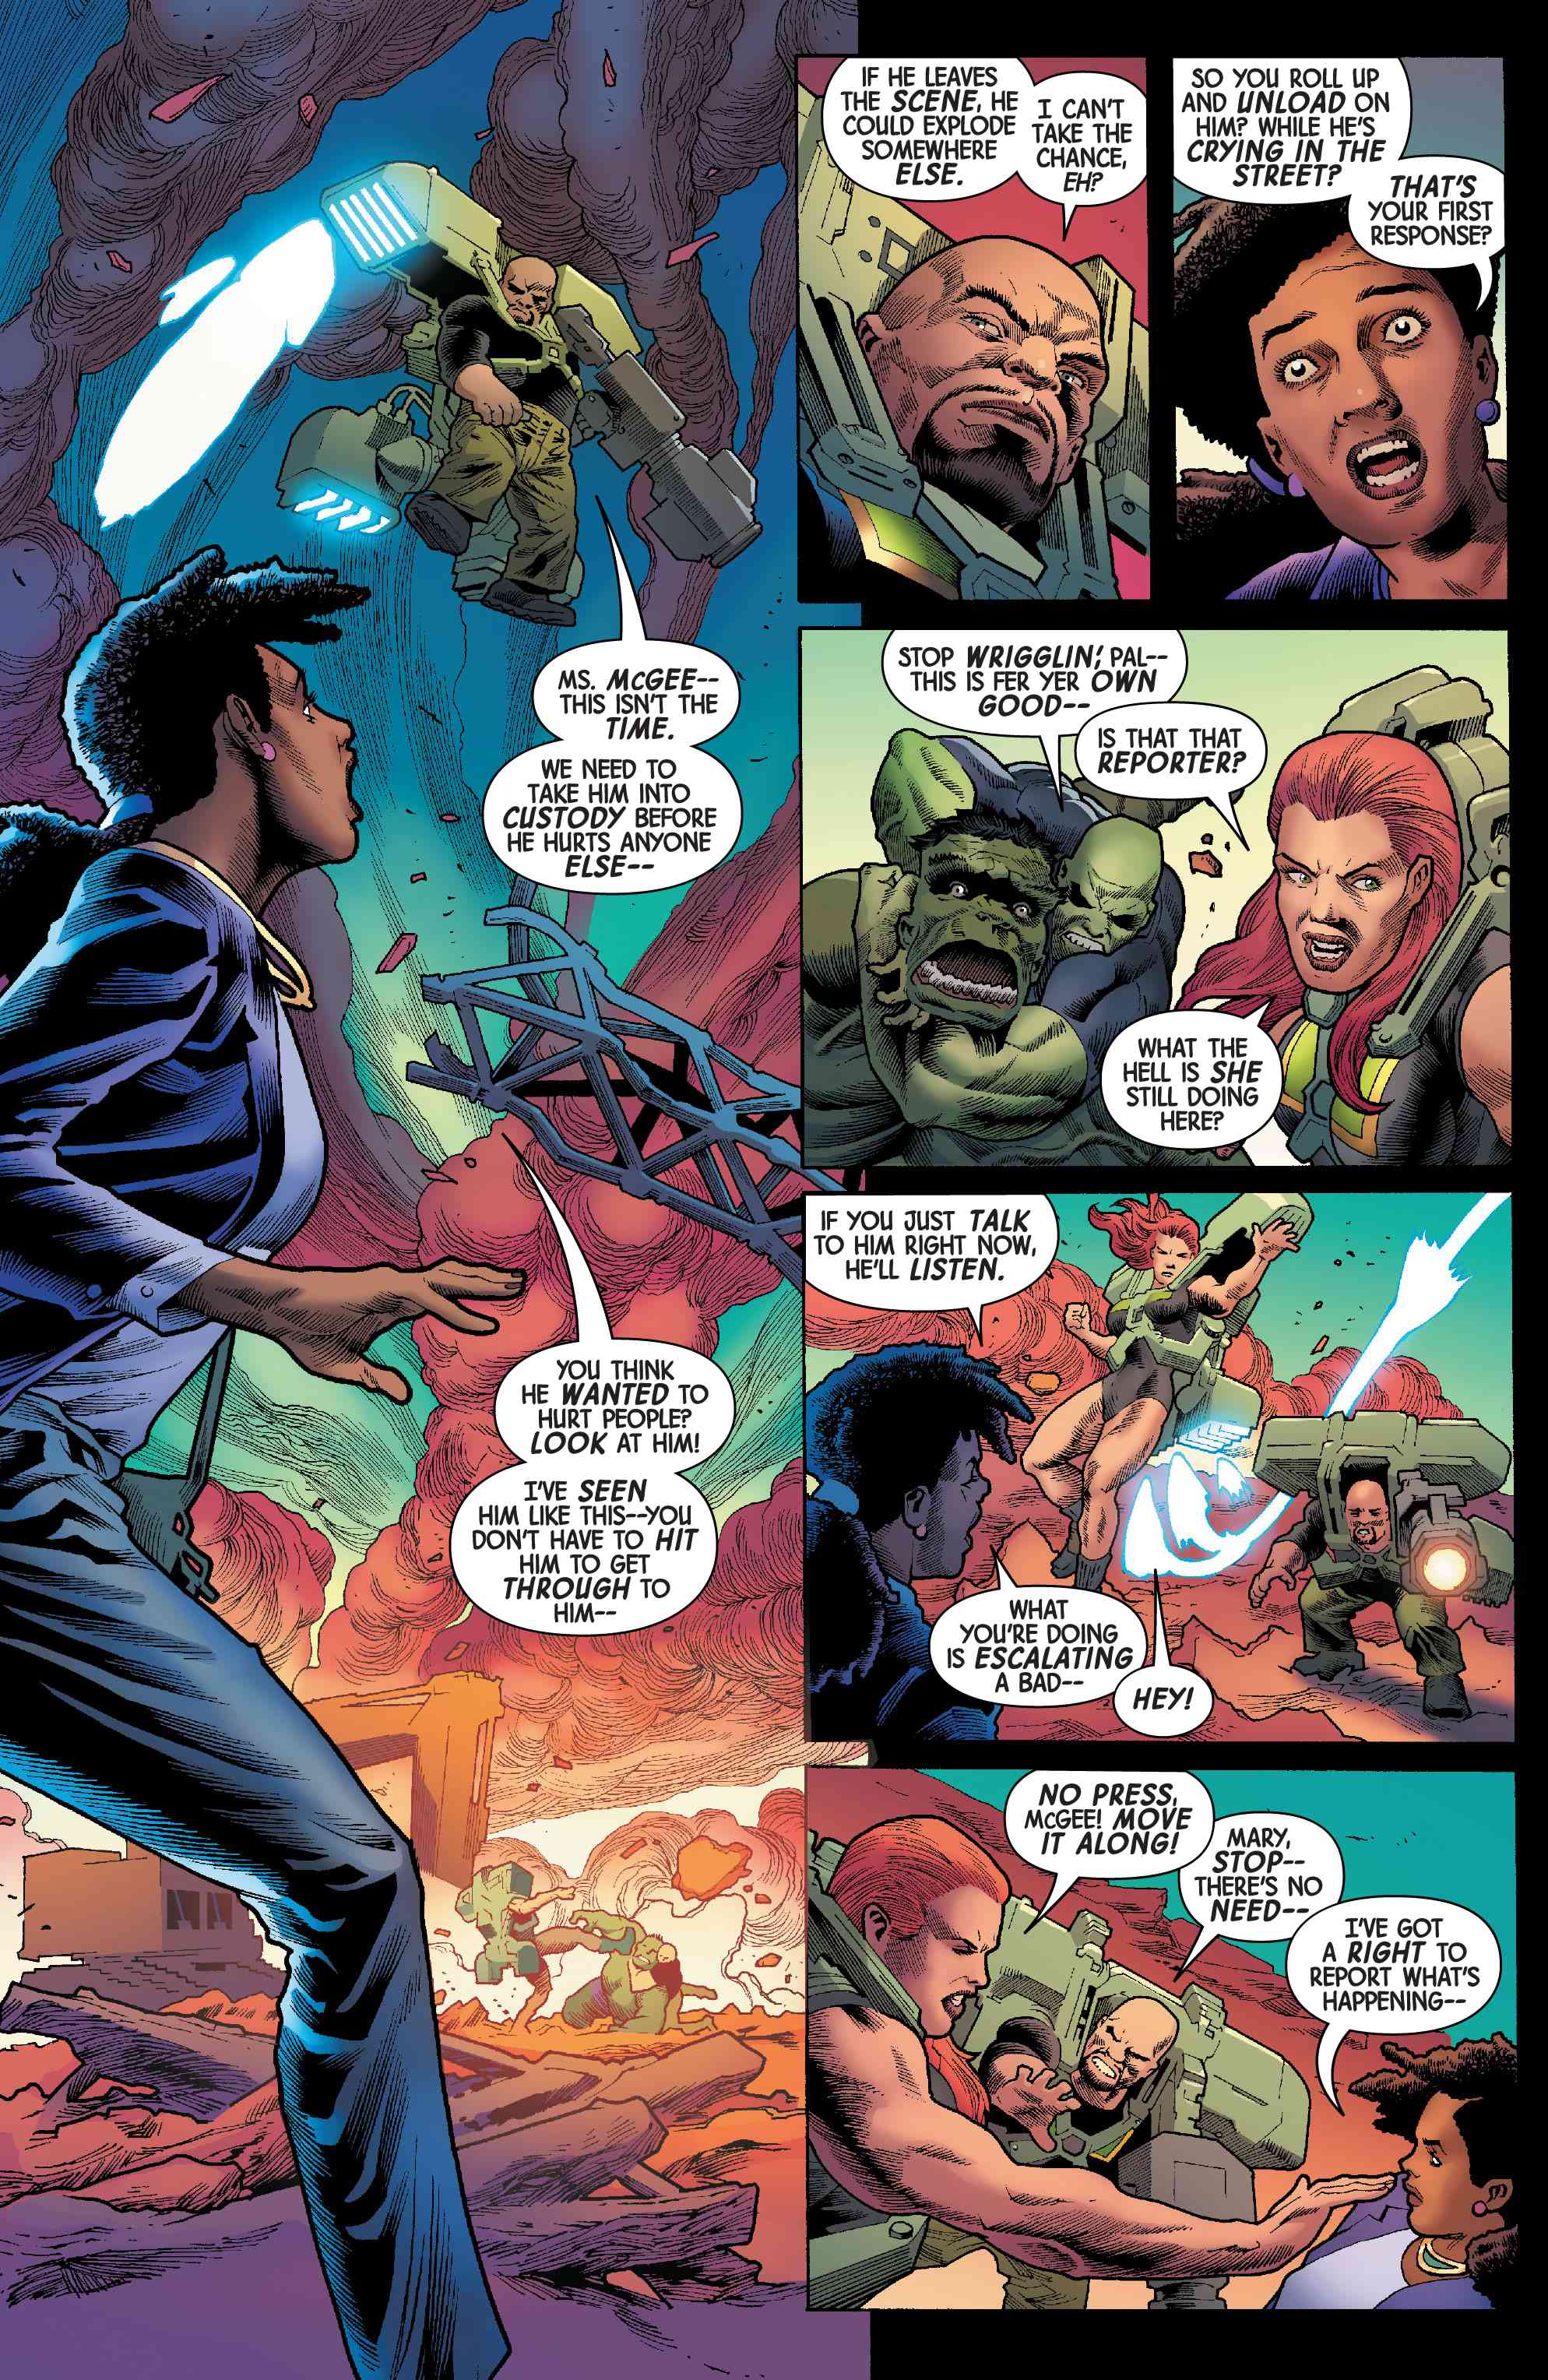 MS. McGEE--
THIS ISN'T THE
TIME.
WE NEED TO
TAKE HIM INTO
CUSTODY BEFORE
HE HURTS ANYONE
ELSE--
YOU THINK
HE WANTED TO
HURT PEOPLE?
LOOK AT HIM!
I'VE SEEN
HIM LIKE THIS--YOU
DON'T HAVE TO HIT
HIM TO GET
THROUGH TO
HIM--
IF HE LEAVES
THE SCENE, HE
COULD EXPLODE
SOMEWHERE
ELSE.
I CAN'T
TAKE THE
CHANCE,
EH?
SO YOU ROLL UP
AND UNLOAD ON
HIM? WHILE HE'S
CRYING IN THE
STREET?
THAT'S
YOUR FIRST
RESPONSE?
STOP WRIGGLIN', PAL--
THIS IS FER YER OWN
GOOD--
IS THAT THAT
REPORTER?
WHAT THE
HELL IS SHE
STILL DOING
HERE?
IF YOU JUST TALK
TO HIM RIGHT NOW,
HE'LL LISTEN.
WHAT
YOU'RE DOING
IS ESCALATING
A BAD--
HEY!
NO PRESS,
McGEE! MOVE
IT ALONG!
MARY,
STOP--
THERE'S NO
NEED--
I'VE GOT
A RIGHT TO
REPORT WHAT'S
HAPPENING--